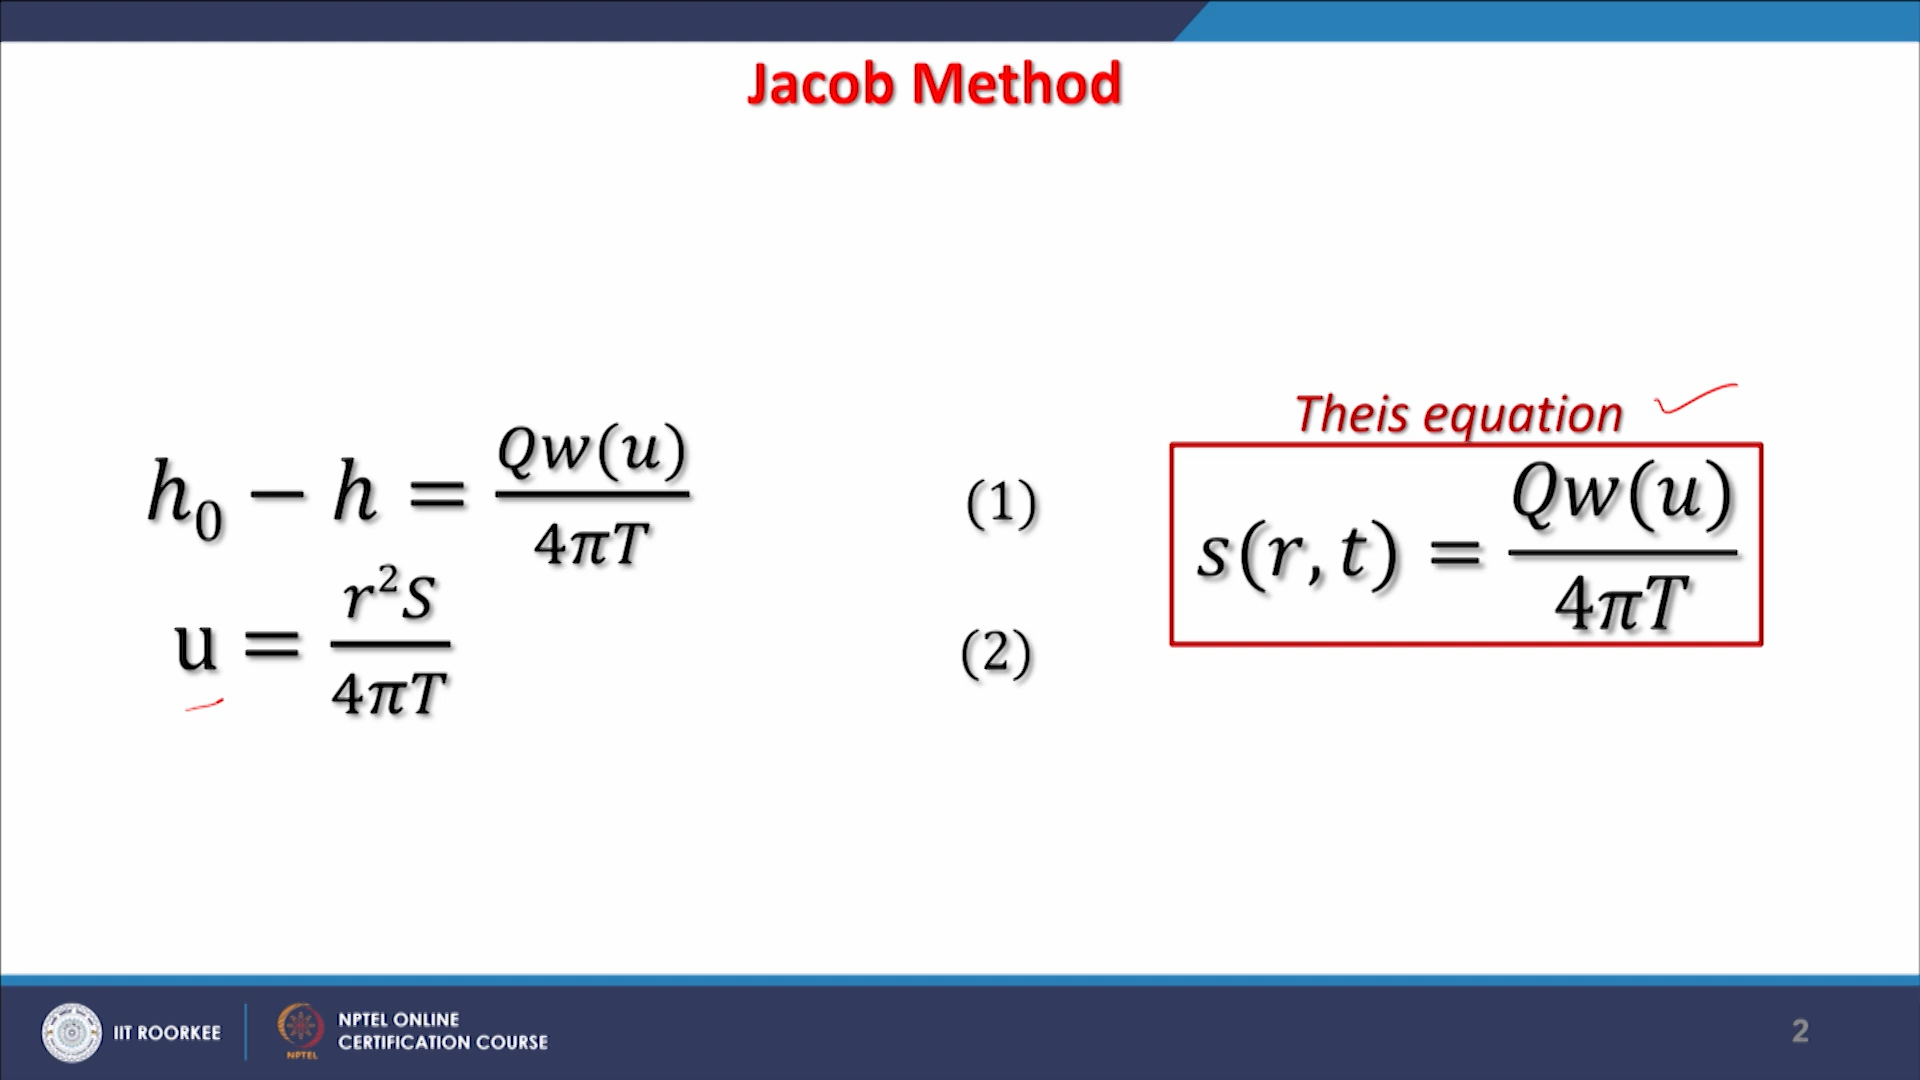 Jacob Method
h₀ − h = Qw(u) / 4πT (1)
u = r²S / 4πT (2)
Theis equation
s(r, t) = Qw(u) / 4πT
IIT ROORKEE
NPTEL
NPTEL ONLINE
CERTIFICATION COURSE
2